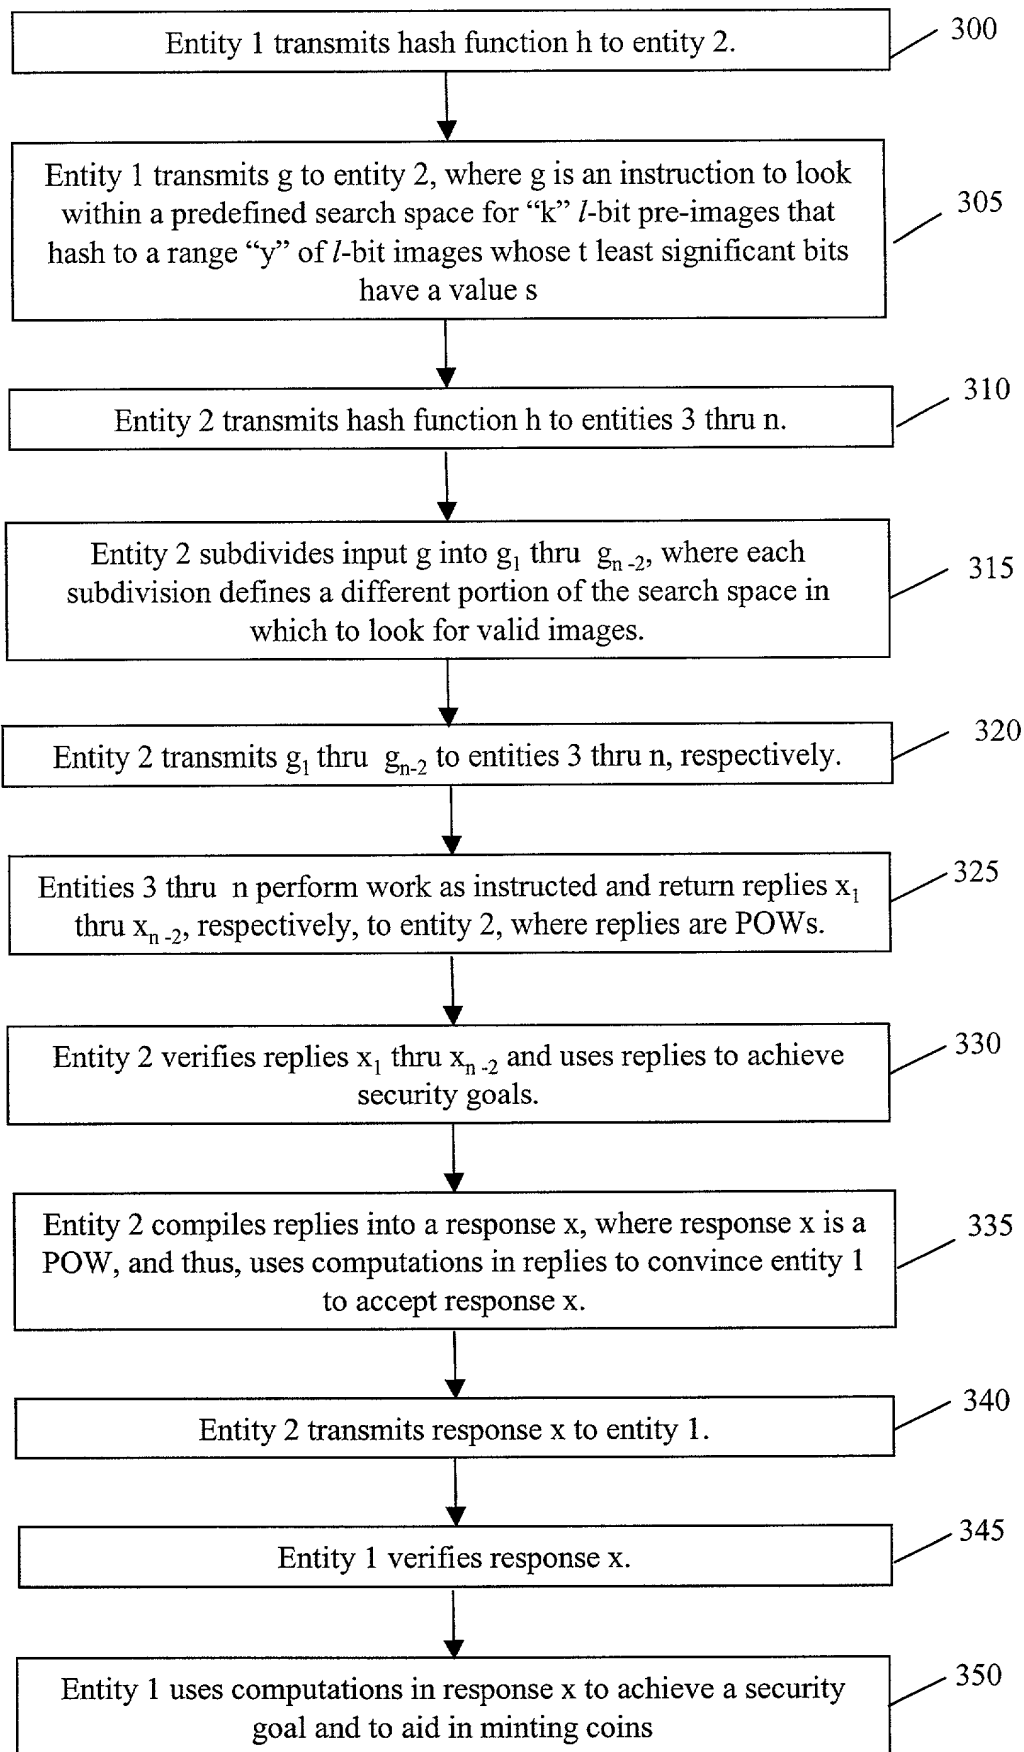 Entity 1 transmits hash function h to entity 2.
300
Entity 1 transmits g to entity 2, where g is an instruction to look
within a predefined search space for “k” l-bit pre-images that
hash to a range “y” of l-bit images whose t least significant bits
have a value s
305
Entity 2 transmits hash function h to entities 3 thru n.
310
Entity 2 subdivides input g into g1 thru g n-2, where each
subdivision defines a different portion of the search space in
which to look for valid images.
315
Entity 2 transmits g1 thru g n-2 to entities 3 thru n, respectively.
320
Entities 3 thru n perform work as instructed and return replies x1
thru x n-2, respectively, to entity 2, where replies are POWs.
325
Entity 2 verifies replies x1 thru x n-2 and uses replies to achieve
security goals.
330
Entity 2 compiles replies into a response x, where response x is a
POW, and thus, uses computations in replies to convince entity 1
to accept response x.
335
Entity 2 transmits response x to entity 1.
340
Entity 1 verifies response x.
345
Entity 1 uses computations in response x to achieve a security
goal and to aid in minting coins
350